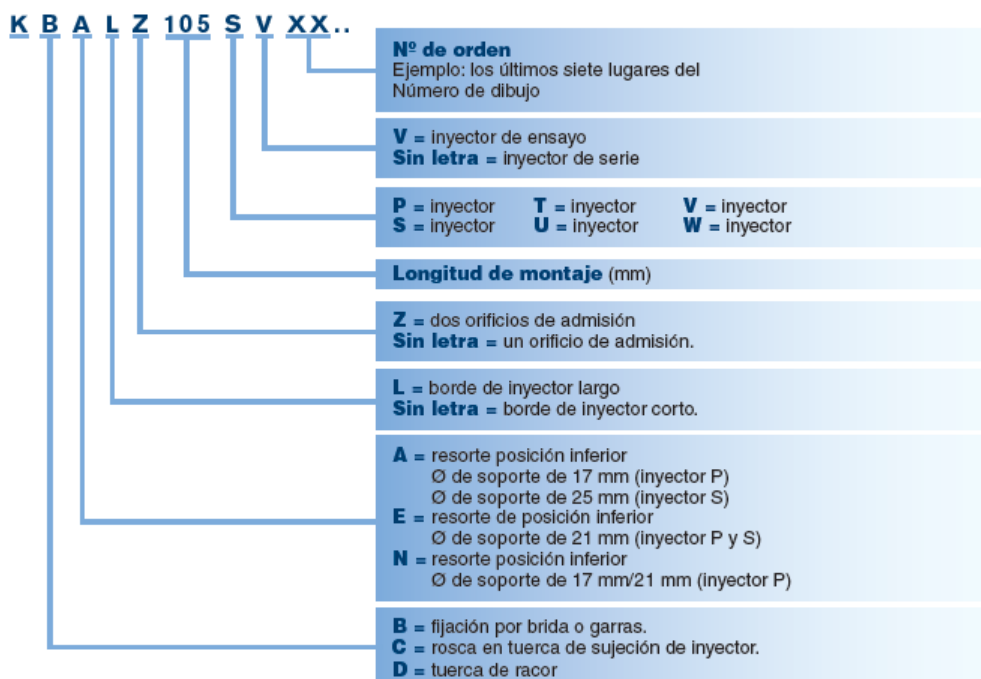 K B A L Z 105 S V XX..
Nº de orden
Ejemplo: los últimos siete lugares del
Número de dibujo
V = inyector de ensayo
Sin letra = inyector de serie
P = inyector T = inyector V = inyector
S = inyector U = inyector W = inyector
Longitud de montaje (mm)
Z = dos orificios de admisión
Sin letra = un orificio de admisión.
L = borde de inyector largo
Sin letra = borde de inyector corto.
A = resorte posición inferior
Ø de soporte de 17 mm (inyector P)
Ø de soporte de 25 mm (inyector S)
E = resorte de posición inferior
Ø de soporte de 21 mm (inyector P y S)
N = resorte posición inferior
Ø de soporte de 17 mm/21 mm (inyector P)
B = fijación por brida o garras.
C = rosca en tuerca de sujeción de inyector.
D = tuerca de racor